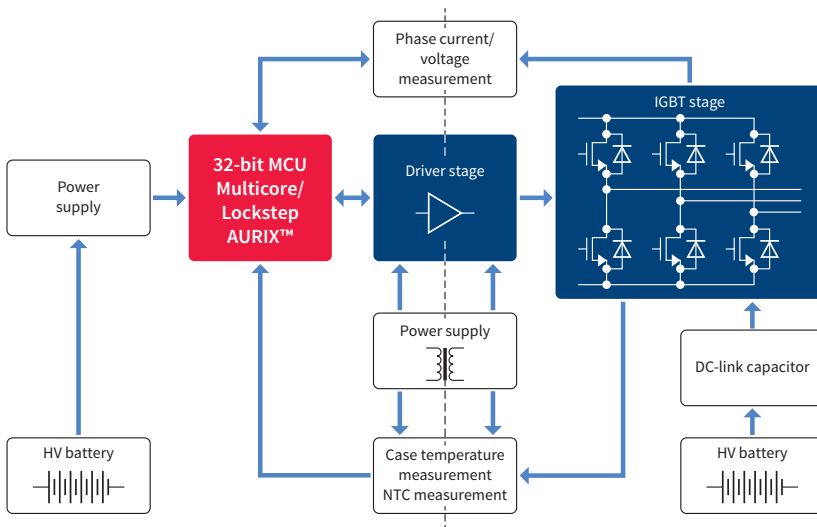 Phase current/
voltage
measurement
IGBT stage
32-bit MCU
Multicore/
Lockstep
AURIX™
Driver stage
Power
supply
Power supply
DC-link capacitor
HV battery
Case temperature
measurement
NTC measurement
HV battery